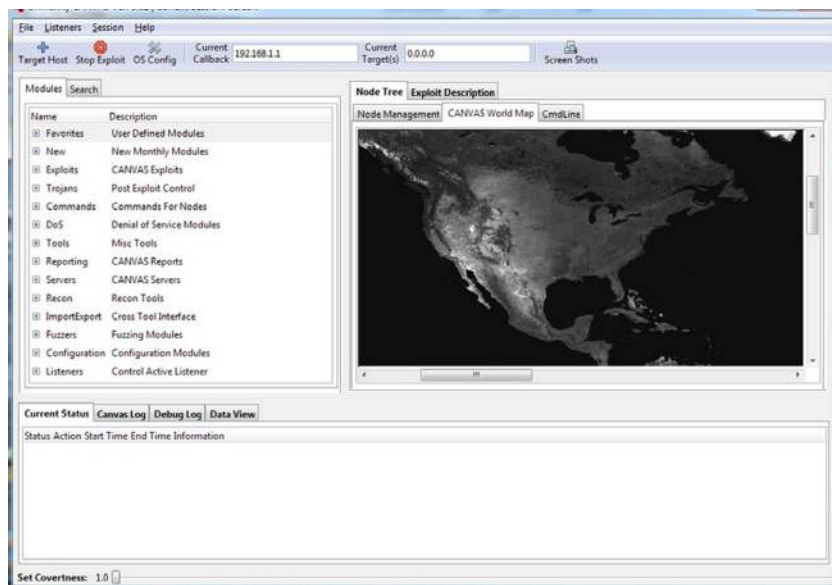 File Listeners Session Help
Target Host Stop Exploit OS Config Current Callback 192.168.1.1 Current Target(s) 0.0.0.0 Screen Shots
Modules Search
Name Description
Favorites User Defined Modules
New New Monthly Modules
Exploits CANVAS Exploits
Trojans Post Exploit Control
Commands Commands For Nodes
DoS Denial of Service Modules
Tools Misc Tools
Reporting CANVAS Reports
Servers CANVAS Servers
Recon Recon Tools
ImportExport Cross Tool Interface
Fuzzers Fuzzing Modules
Configuration Configuration Modules
Listeners Control Active Listener
Node Tree Exploit Description
Node Management CANVAS World Map CmdLine
Current Status Canvas Log Debug Log Data View
Status Action Start Time End Time Information
Set Covertness: 1.0